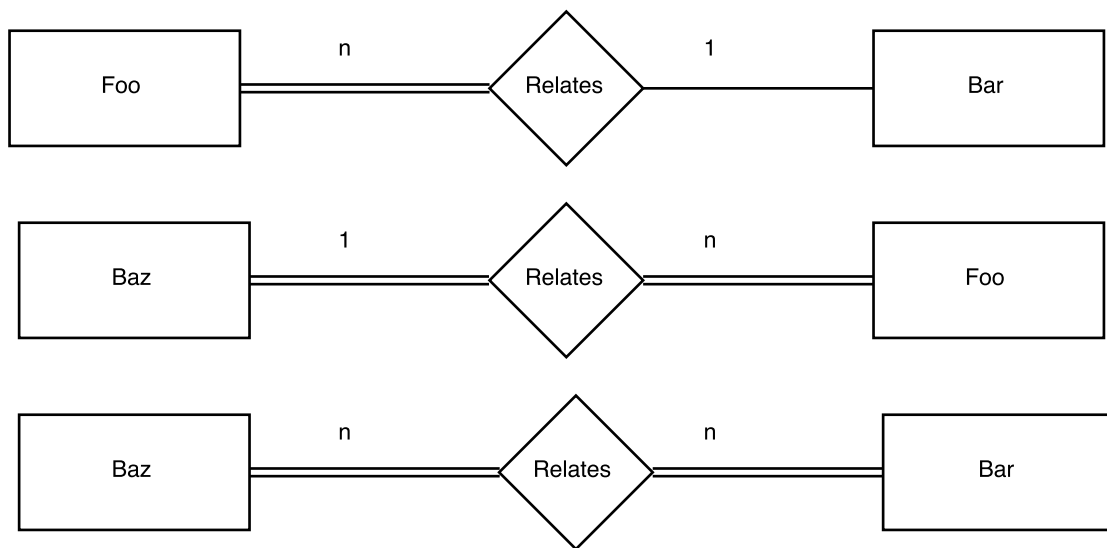 n 1
Foo Relates Bar
1 n
Baz Relates Foo
n n
Baz Relates Bar